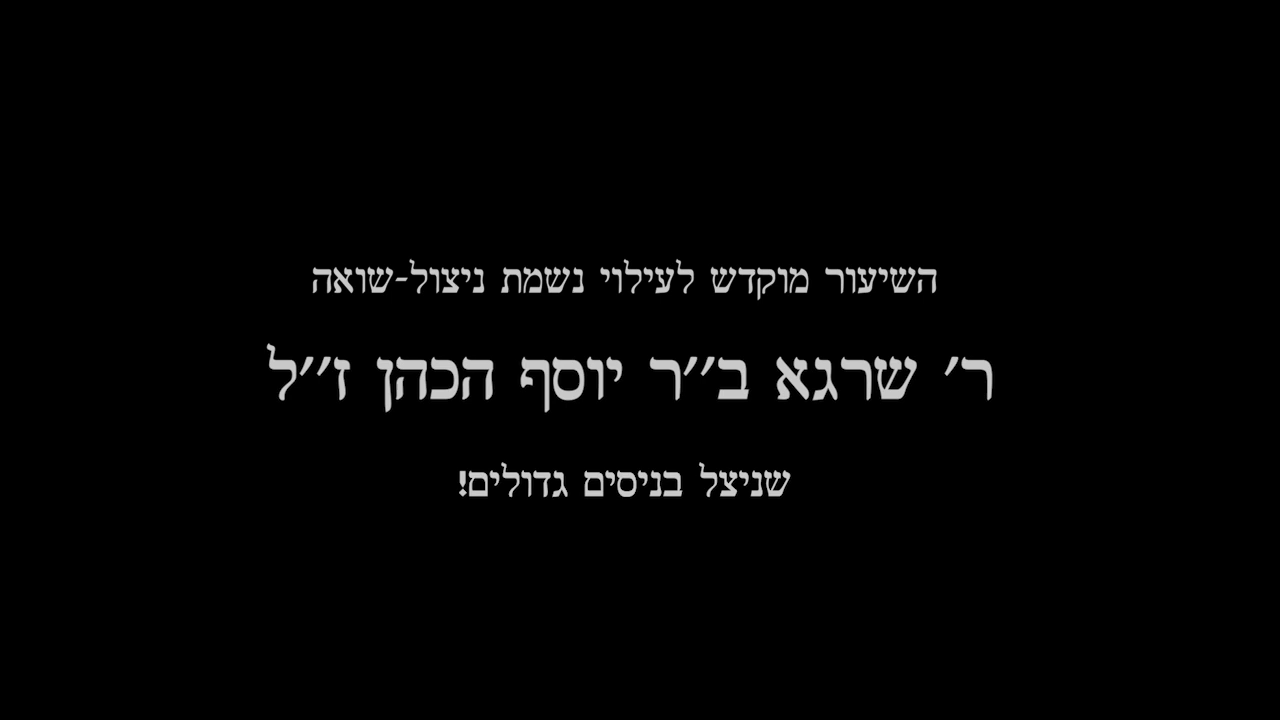 השיעור מוקדש לעילוי נשמת ניצול-שואה
ר׳ שרגא ב׳׳ר יוסף הכהן ז׳׳ל
שניצל בניסים גדולים!